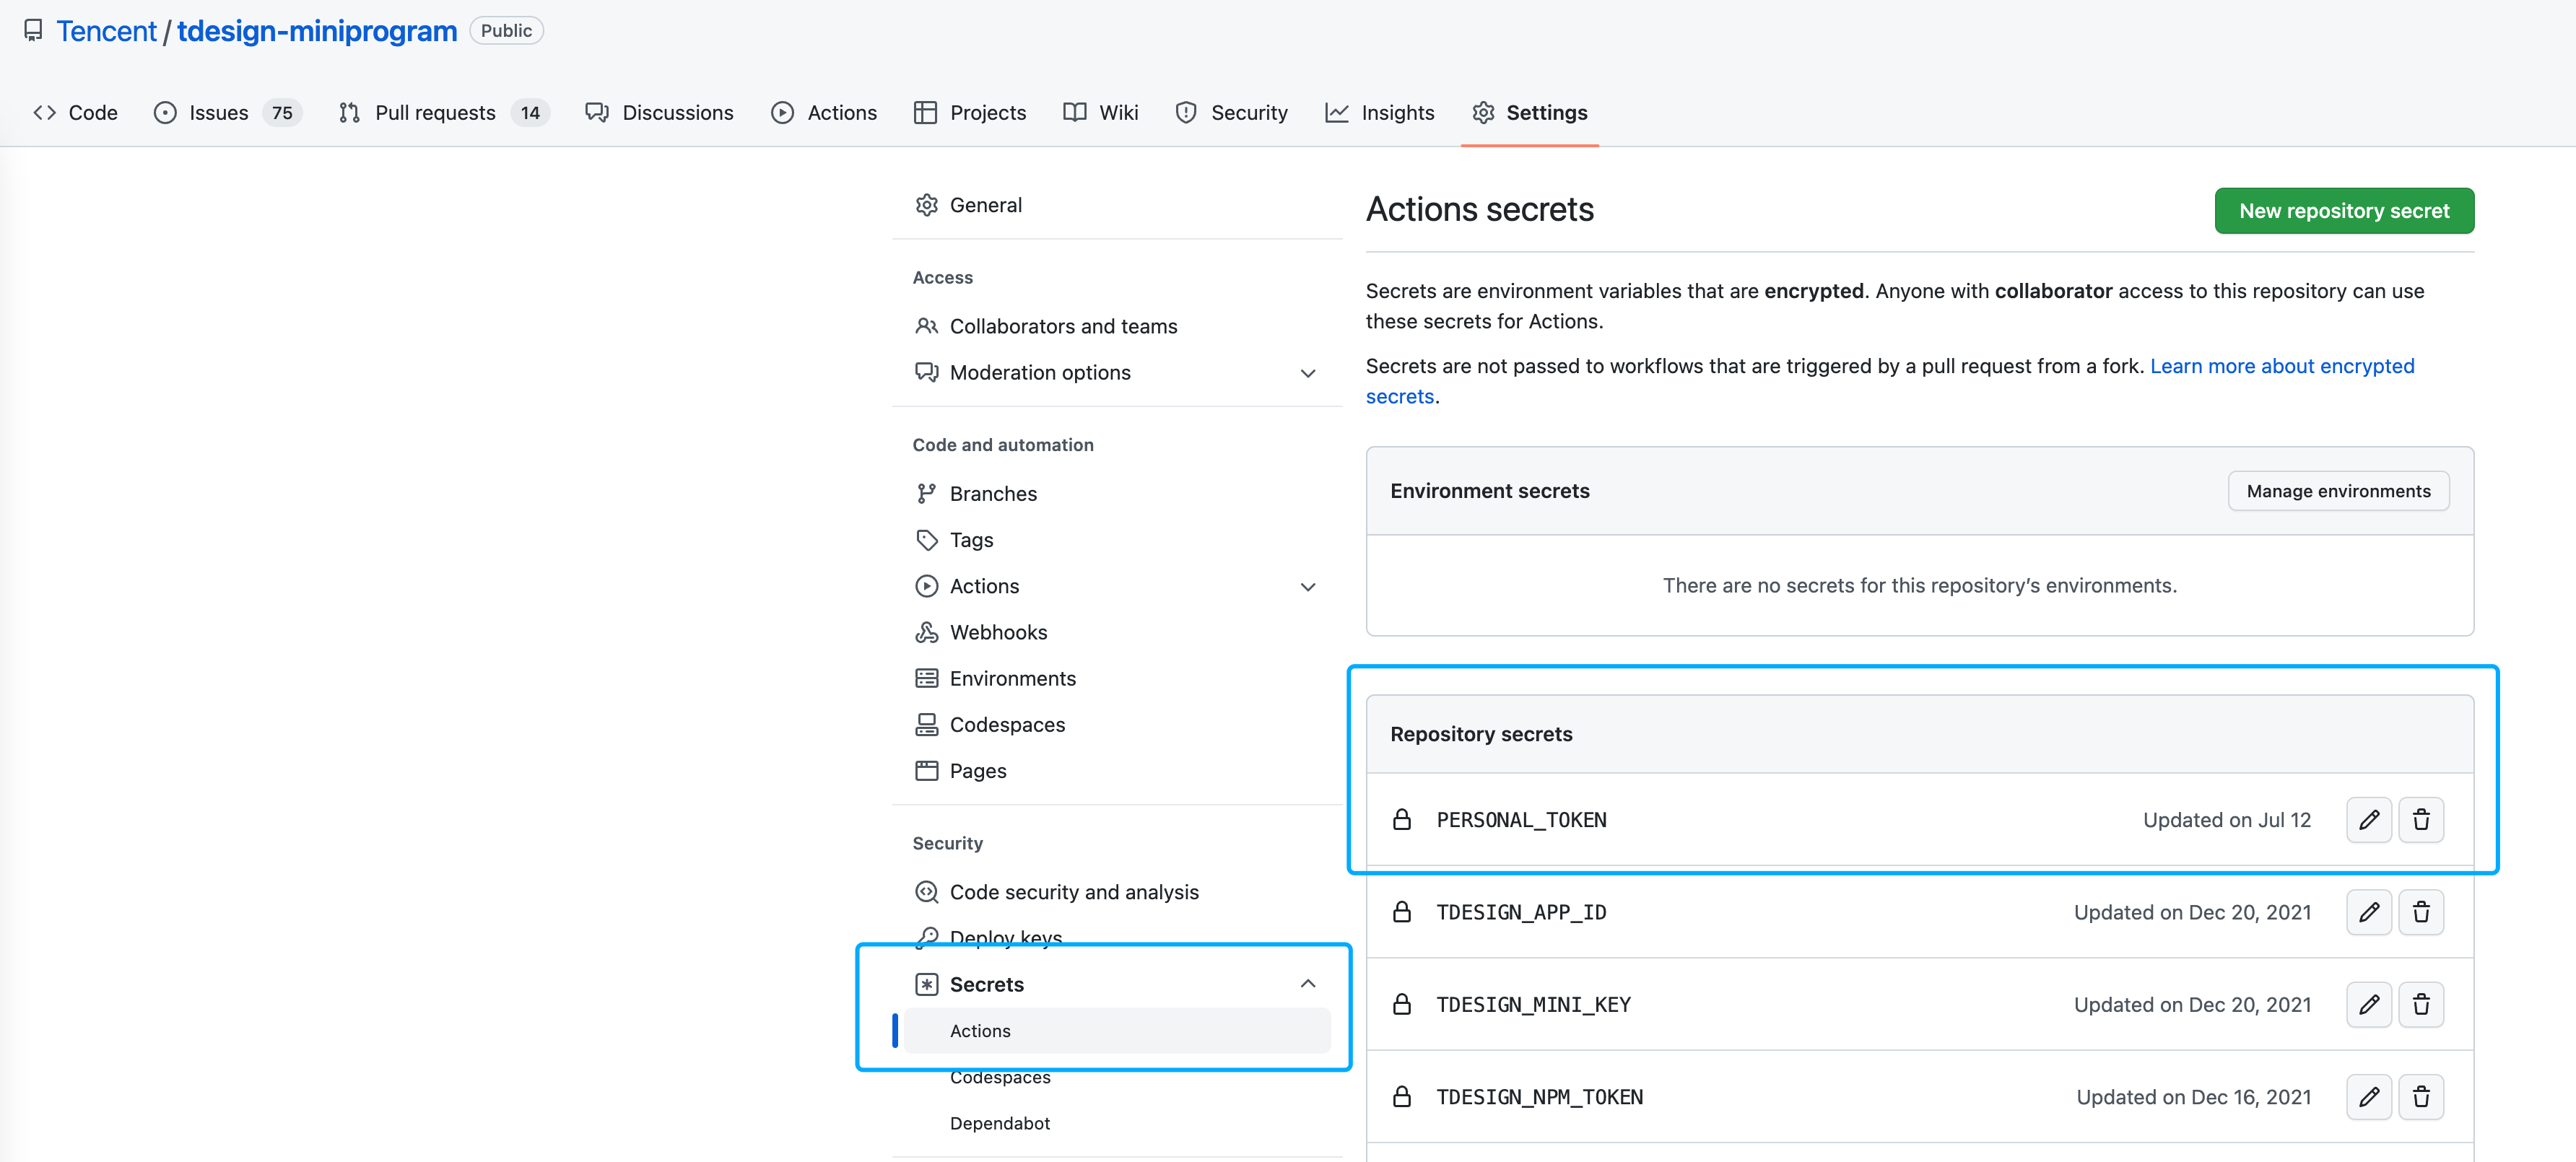 Tencent / tdesign-miniprogram Public
Code Issues 75 Pull requests 14 Discussions Actions Projects Wiki Security Insights Settings
General
Access
Collaborators and teams
Moderation options
Code and automation
Branches
Tags
Actions
Webhooks
Environments
Codespaces
Pages
Security
Code security and analysis
Deploy keys
Secrets
Actions
Codespaces
Dependabot
Actions secrets
New repository secret
Secrets are environment variables that are encrypted. Anyone with collaborator access to this repository can use
these secrets for Actions.
Secrets are not passed to workflows that are triggered by a pull request from a fork. Learn more about encrypted
secrets.
Environment secrets
Manage environments
There are no secrets for this repository’s environments.
Repository secrets
PERSONAL_TOKEN Updated on Jul 12
TDESIGN_APP_ID Updated on Dec 20, 2021
TDESIGN_MINI_KEY Updated on Dec 20, 2021
TDESIGN_NPM_TOKEN Updated on Dec 16, 2021